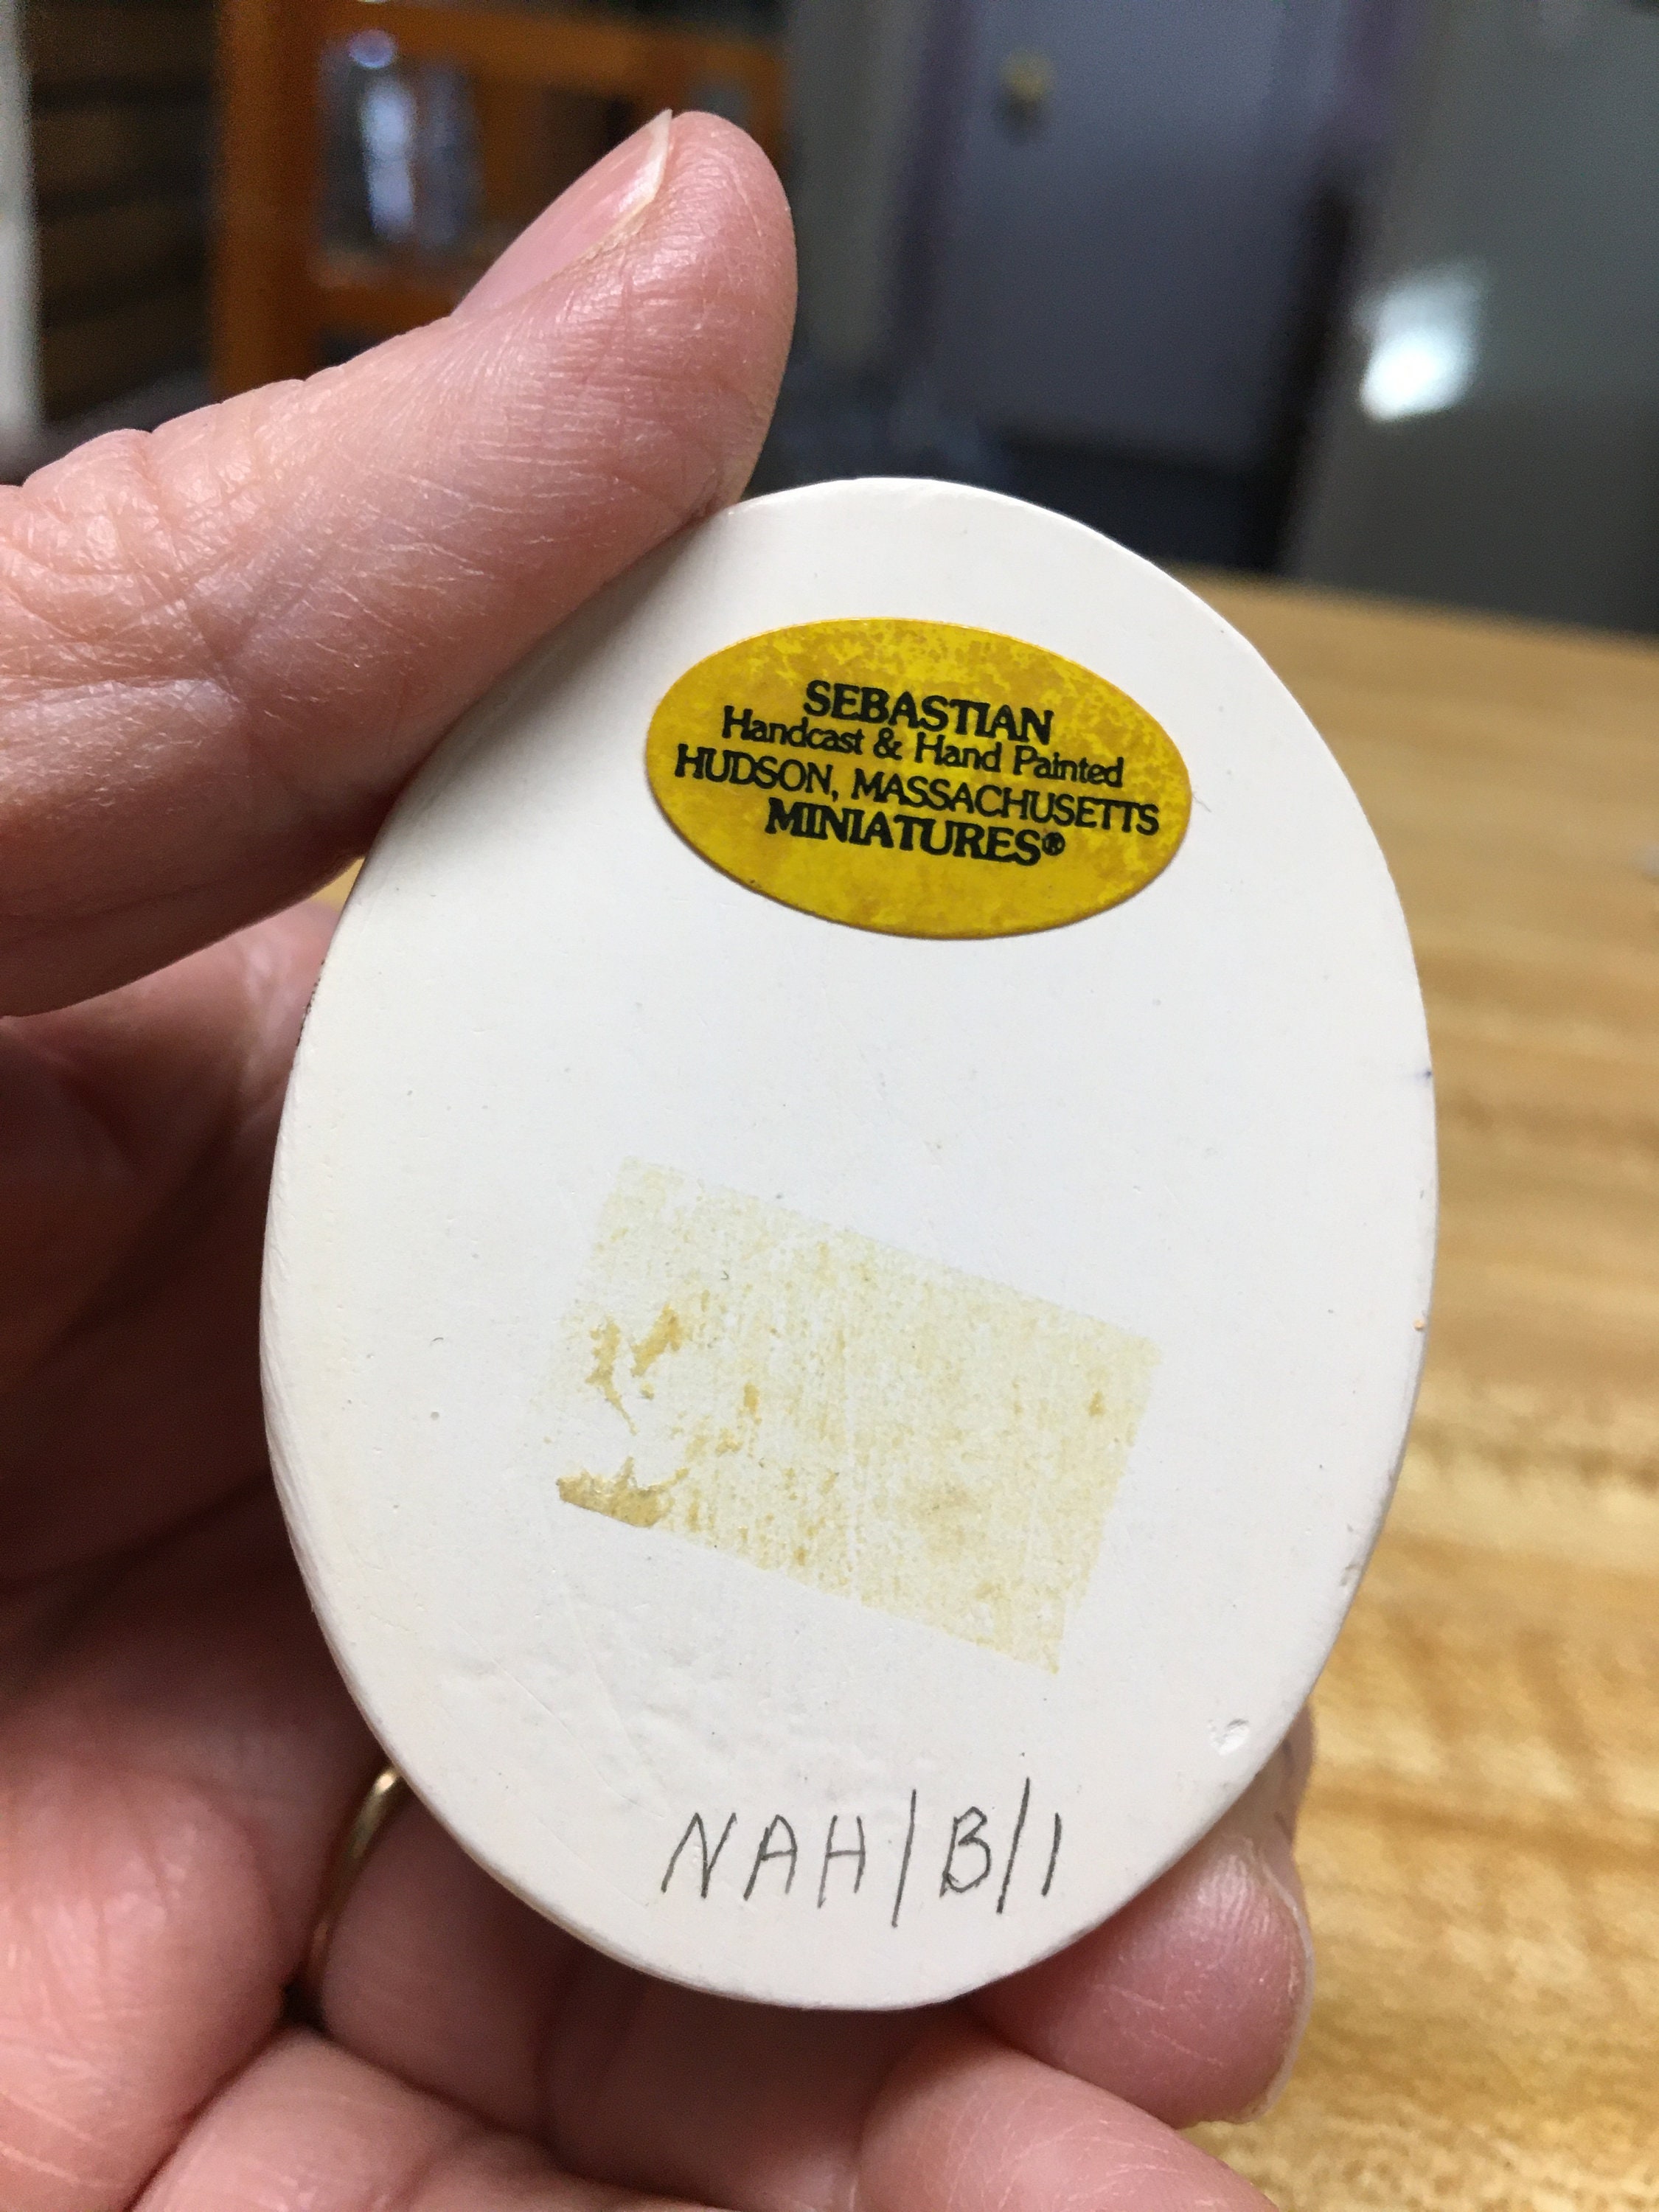 SEBASTIAN
Handcast & Hand Painted
HUDSON, MASSACHUSETTS
MINIATURES®
NAH/B/1